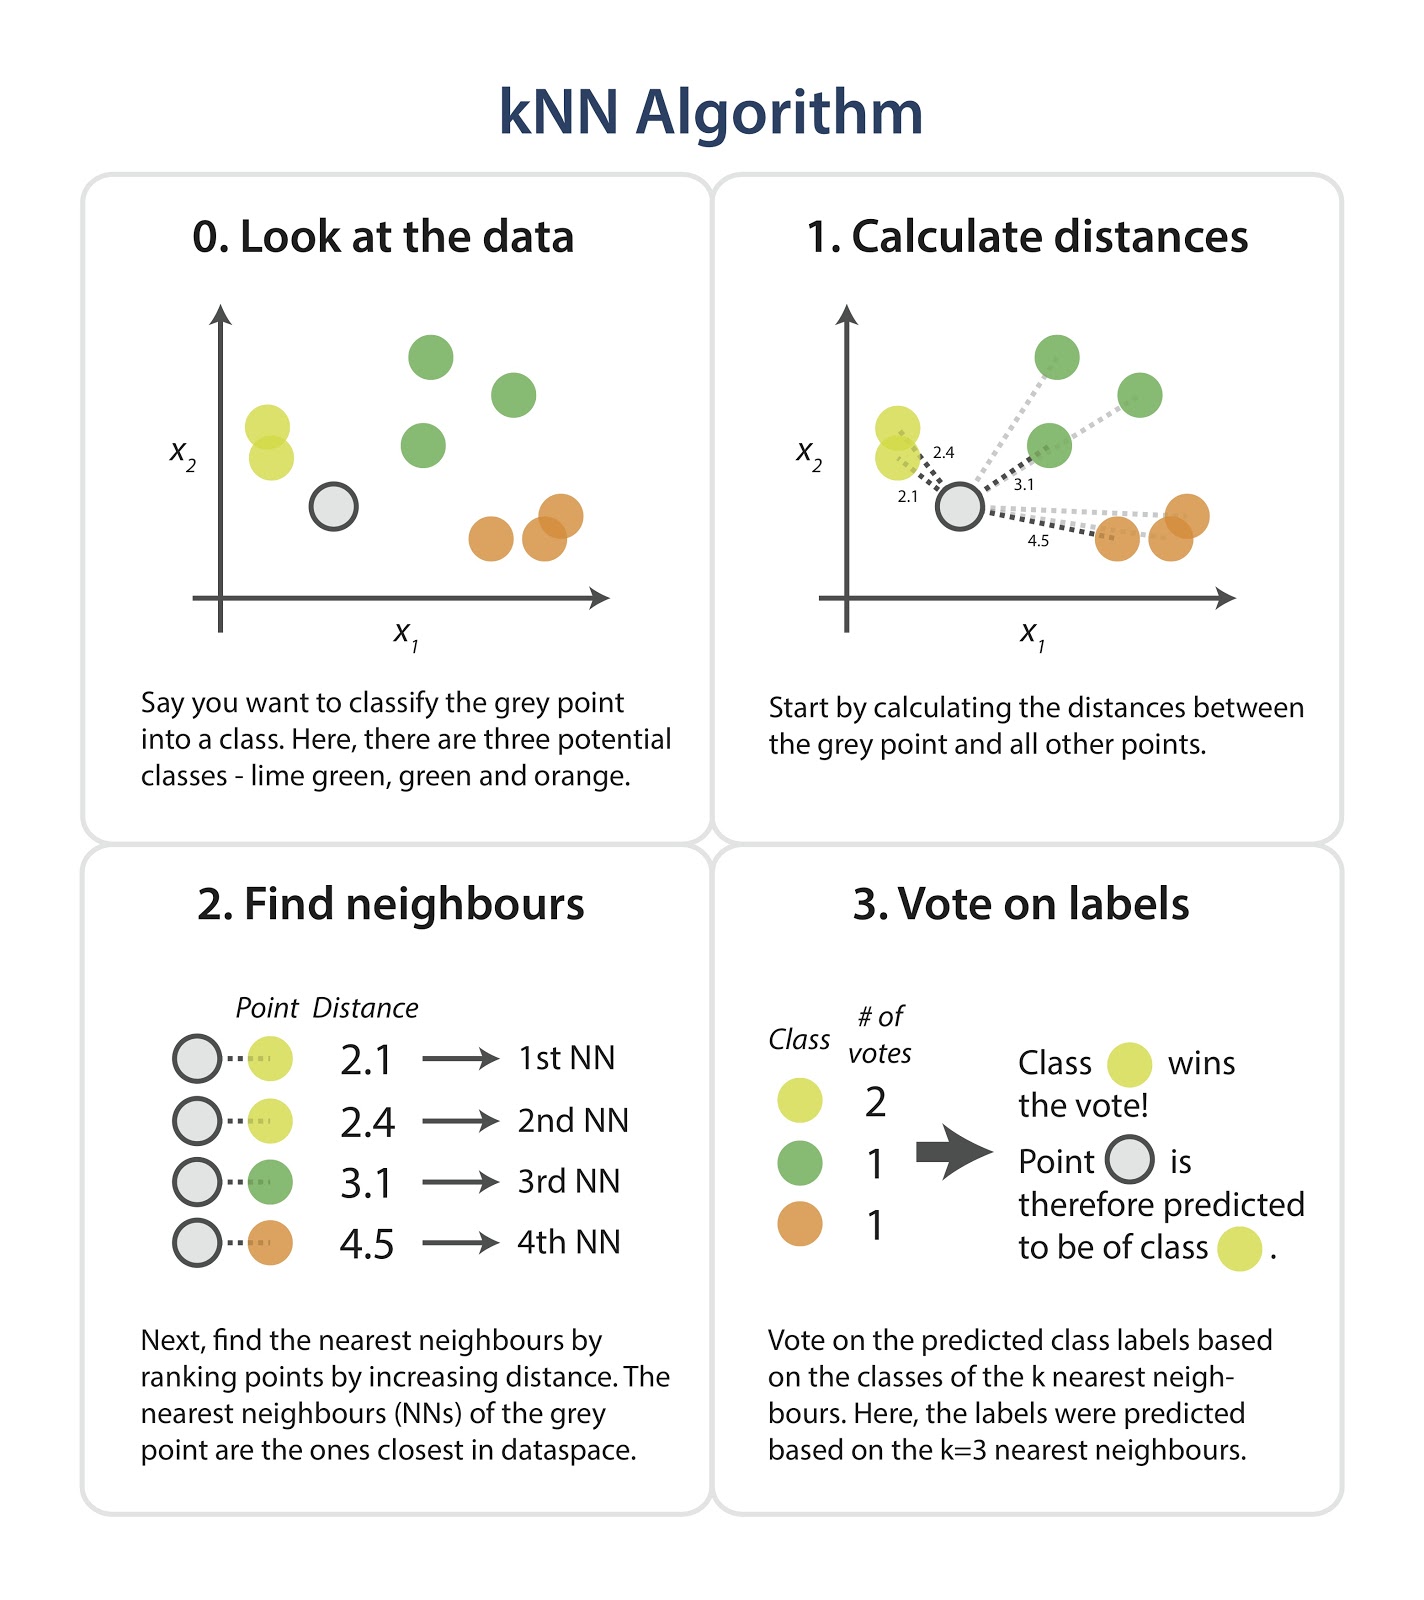 kNN Algorithm
0. Look at the data
x2
x1
Say you want to classify the grey point
into a class. Here, there are three potential
classes - lime green, green and orange.
1. Calculate distances
2.4
x2
3.1
2.1
4.5
x1
Start by calculating the distances between
the grey point and all other points.
2. Find neighbours
Point Distance
2.1 1st NN
2.4 2nd NN
3.1 3rd NN
4.5 4th NN
Next, find the nearest neighbours by
ranking points by increasing distance. The
nearest neighbours (NNs) of the grey
point are the ones closest in dataspace.
3. Vote on labels
Class # of
votes
2
1
1
Class wins
the vote!
Point is
therefore predicted
to be of class .
Vote on the predicted class labels based
on the classes of the k nearest neigh-
bours. Here, the labels were predicted
based on the k=3 nearest neighbours.